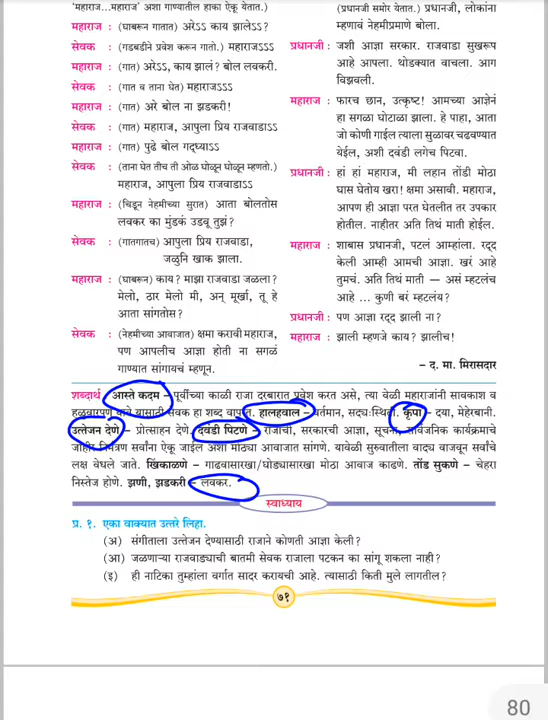 'महाराज...महाराज' अशा गाण्यातील हाका ऐकू येतात.)
महाराज : (घाबरून गातात) अरेऽऽ काय झालेऽऽ?
सेवक : (गडबडीने प्रवेश करून गातो.) महाराजऽऽऽ
महाराज : (गात) अरेऽऽ, काय झालं? बोल लवकरी.
सेवक : (गात व ताना घेत) महाराजऽऽऽ
महाराज : (गात) अरे बोल ना झडकरी!
सेवक : (गात) महाराज, आपुला प्रिय राजवाडाऽऽ
महाराज : (गात) पुढे बोल गद्ध्याऽऽ
सेवक : (ताना घेत तीच ती ओळ घोळून घोळून म्हणतो.)
महाराज, आपुला प्रिय राजवाडाऽऽ
महाराज : (चिडून नेहमीच्या सुरात) आता बोलतोस
लवकर का मुंडकं उडवू तुझं?
सेवक : (गातगातच) आपुला प्रिय राजवाडा,
जळुनि खाक झाला.
महाराज : (घाबरून) काय? माझा राजवाडा जळला?
मेलो, ठार मेलो मी, अन् मूर्खा, तू हे
आता सांगतोस?
सेवक : (नेहमीच्या आवाजात) क्षमा करावी महाराज,
पण आपलीच आज्ञा होती ना सगळं
गाण्यात सांगायचं म्हणून.
(प्रधानजी समोर येतात.) प्रधानजी, लोकांना
म्हणावं नेहमीप्रमाणे बोला.
प्रधानजी : जशी आज्ञा सरकार. राजवाडा सुखरूप
आहे आपला. थोडक्यात वाचला. आग
विझवली.
महाराज : फारच छान, उत्कृष्ट! आमच्या आज्ञेनं
हा सगळा घोटाळा झाला. हे पाहा, आता
जो कोणी गाईल त्याला सुळावर चढवण्यात
येईल, अशी दवंडी लगेच पिटवा.
प्रधानजी : हां हां महाराज, मी लहान तोंडी मोठा
घास घेतोय खरा! क्षमा असावी. महाराज,
आपण ही आज्ञा परत घेतलीत तर उपकार
होतील. नाहीतर अति तिथं माती होईल.
महाराज : शाबास प्रधानजी, पटलं आम्हांला. रद्द
केली आम्ही आमची आज्ञा. खरं आहे
तुमचं. अति तिथं माती — असं म्हटलंच
आहे ... कुणी बरं म्हटलंय?
प्रधानजी : पण आज्ञा रद्द झाली ना?
महाराज : झाली म्हणजे काय? झालीच!
– द. मा. मिरासदार
शब्दार्थ आस्ते कदम – पूर्वीच्या काळी राजा दरबारात प्रवेश करत असे, त्या वेळी महाराजांनी सावकाश व
हळुवारपणे यावे यासाठी सेवक हा शब्द वापरत. हालहवाल – वर्तमान, सद्यःस्थिती. कृपा – दया, मेहेरबानी.
उत्तेजन देणे – प्रोत्साहन देणे. दवंडी पिटणे – राजाची, सरकारची आज्ञा, सूचना, सार्वजनिक कार्यक्रमाचे
जाहीर निमंत्रण सर्वांना ऐकू जाईल अशा मोठ्या आवाजात सांगणे. यावेळी सुरुवातीला वाद्य वाजवून सर्वांचे
लक्ष वेधले जाते. खिंकाळणे – गाढवासारखा/घोड्यासारखा मोठा आवाज काढणे. तोंड सुकणे – चेहरा
निस्तेज होणे. झणी, झडकरी – लवकर.
स्वाध्याय
प्र. १. एका वाक्यात उत्तरे लिहा.
(अ) संगीताला उत्तेजन देण्यासाठी राजाने कोणती आज्ञा केली?
(आ) जळणाऱ्या राजवाड्याची बातमी सेवक राजाला पटकन का सांगू शकला नाही?
(इ) ही नाटिका तुम्हांला वर्गात सादर करायची आहे. त्यासाठी किती मुले लागतील?
७१
80